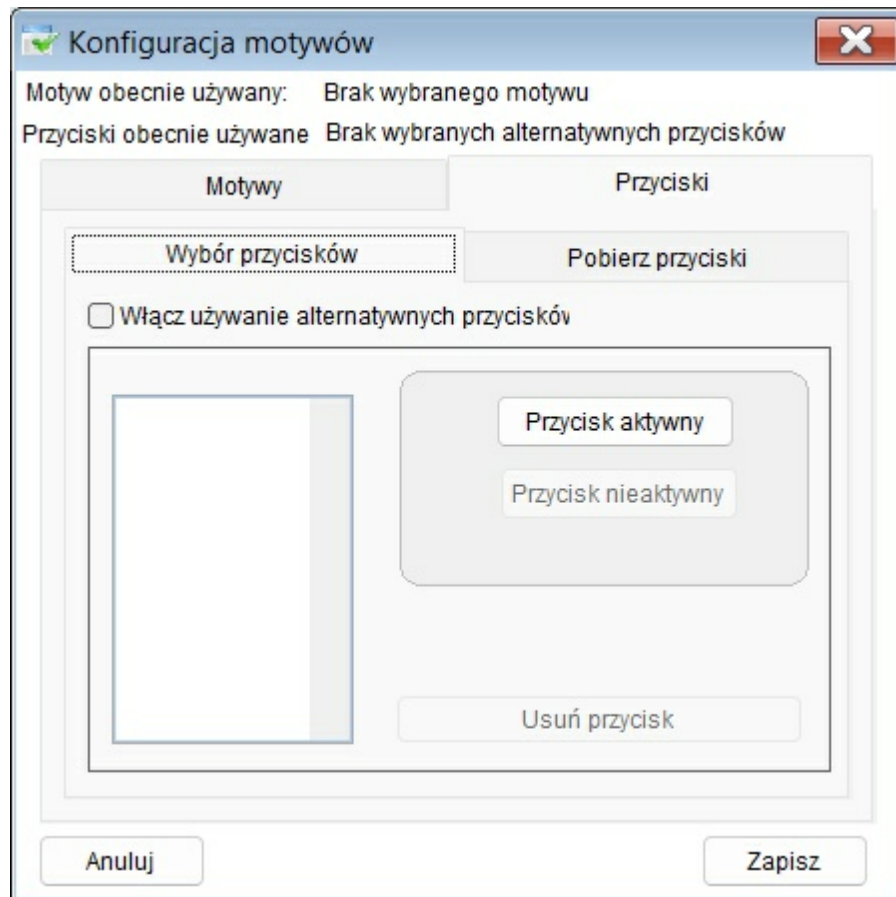 Konfiguracja motywów
Motyw obecnie używany: Brak wybranego motywu
Przyciski obecnie używane Brak wybranych alternatywnych przycisków
Motywy Przyciski
Wybór przycisków Pobierz przyciski
Włącz używanie alternatywnych przycisków
Przycisk aktywny
Przycisk nieaktywny
Usuń przycisk
Anuluj Zapisz